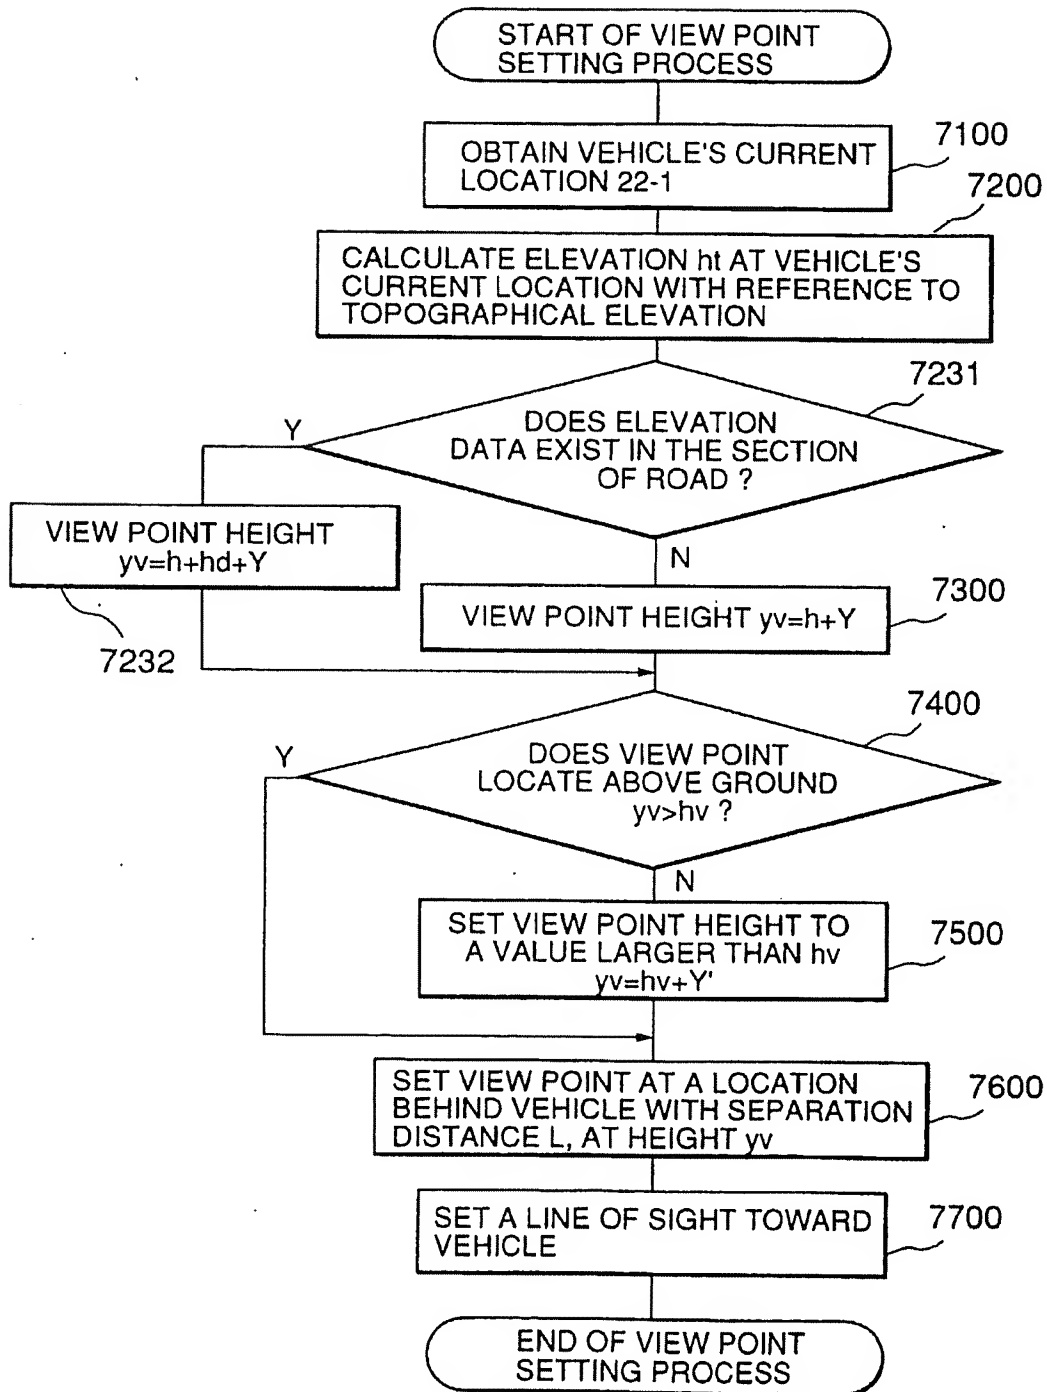 START OF VIEW POINT
SETTING PROCESS
OBTAIN VEHICLE'S CURRENT
LOCATION 22-1
7100
7200
CALCULATE ELEVATION ht AT VEHICLE'S
CURRENT LOCATION WITH REFERENCE TO
TOPOGRAPHICAL ELEVATION
7231
Y
DOES ELEVATION
DATA EXIST IN THE SECTION
OF ROAD ?
VIEW POINT HEIGHT
yv=h+hd+Y
7232
N
VIEW POINT HEIGHT yv=h+Y
7300
7400
Y
DOES VIEW POINT
LOCATE ABOVE GROUND
yv>hv ?
N
SET VIEW POINT HEIGHT TO
A VALUE LARGER THAN hv
yv=hv+Y'
7500
SET VIEW POINT AT A LOCATION
BEHIND VEHICLE WITH SEPARATION
DISTANCE L, AT HEIGHT yv
7600
SET A LINE OF SIGHT TOWARD
VEHICLE
7700
END OF VIEW POINT
SETTING PROCESS